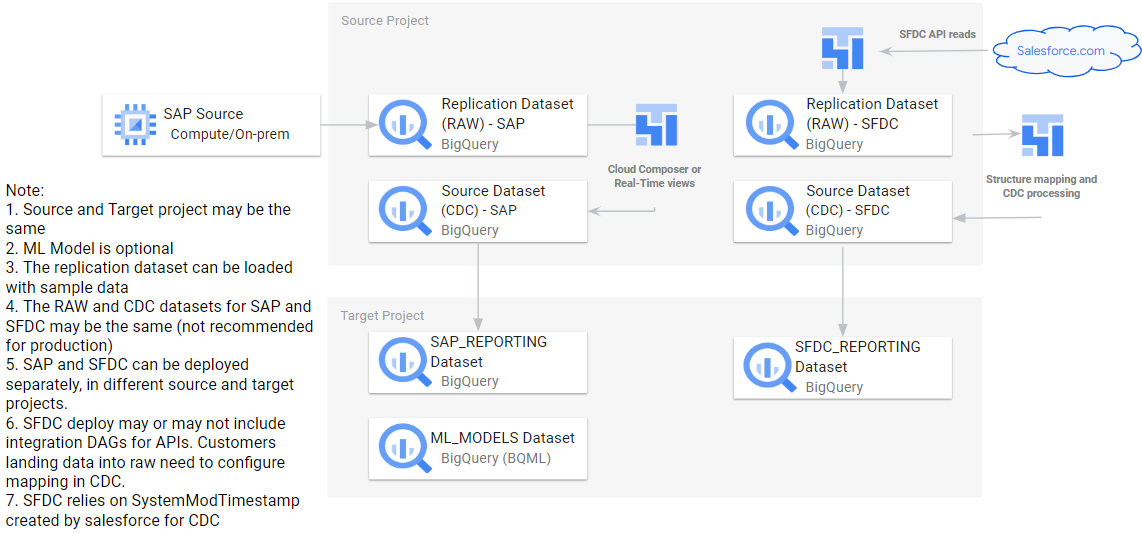 Source Project
SFDC API reads
Salesforce.com
SAP Source
Compute/On-prem
Replication Dataset
(RAW) - SAP
BigQuery
Cloud Composer or
Real-Time views
Replication Dataset
(RAW) - SFDC
BigQuery
Structure mapping and
CDC processing
Source Dataset
(CDC) - SAP
BigQuery
Source Dataset
(CDC) - SFDC
BigQuery
Note:
1. Source and Target project may be the
same
2. ML Model is optional
3. The replication dataset can be loaded
with sample data
4. The RAW and CDC datasets for SAP and
SFDC may be the same (not recommended
for production)
5. SAP and SFDC can be deployed
separately, in different source and target
projects.
6. SFDC deploy may or may not include
integration DAGs for APIs. Customers
landing data into raw need to configure
mapping in CDC.
7. SFDC relies on SystemModTimestamp
created by salesforce for CDC
Target Project
SAP_REPORTING
Dataset
BigQuery
SFDC_REPORTING
Dataset
BigQuery
ML_MODELS Dataset
BigQuery (BQML)